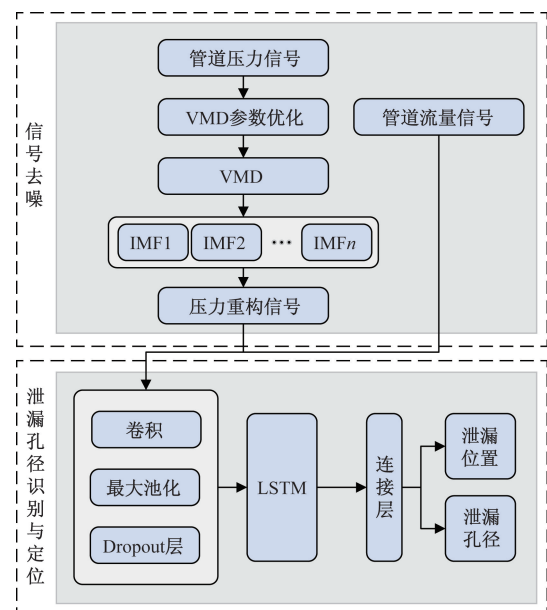 信号去噪
管道压力信号
VMD参数优化
管道流量信号
VMD
IMF1 IMF2 … IMFn
压力重构信号
泄漏孔径识别与定位
卷积
最大池化
Dropout层
LSTM
连接层
泄漏
位置
泄漏
孔径